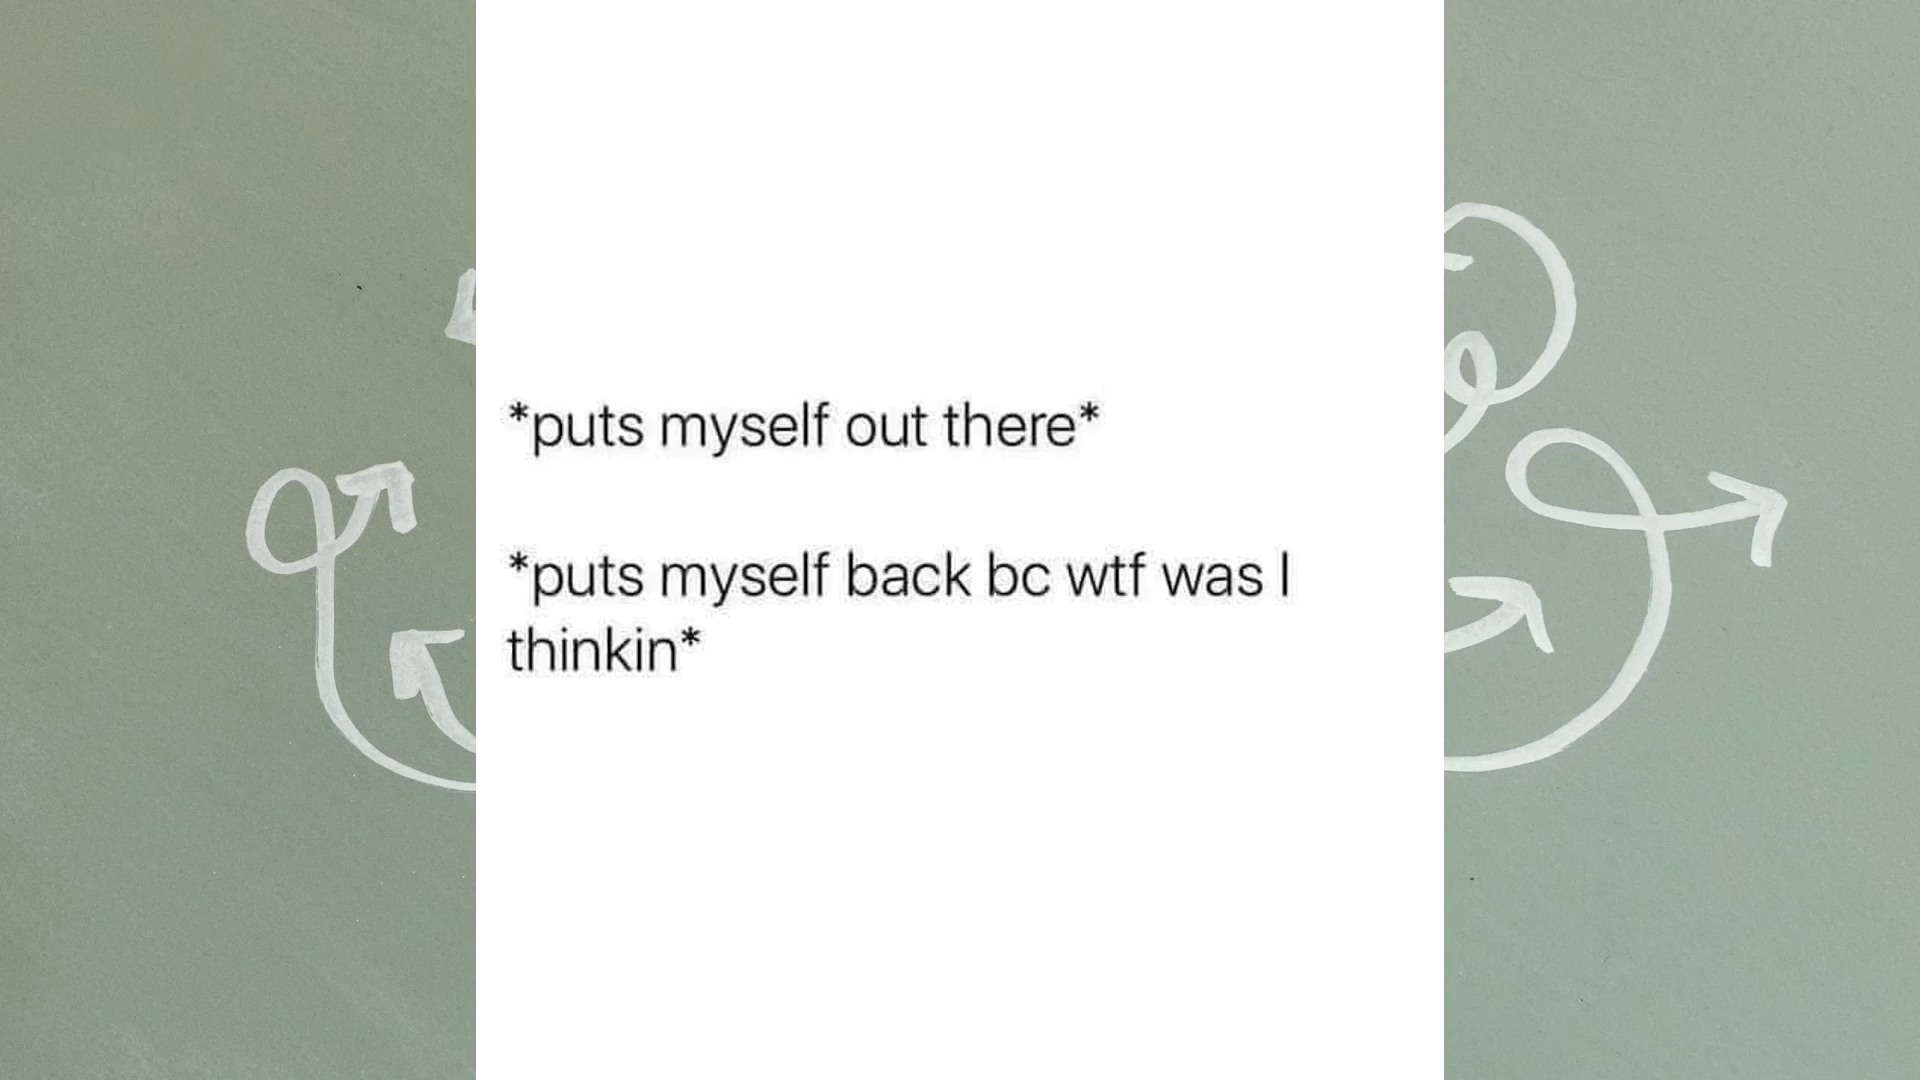 *puts myself out there*
*puts myself back bc wtf was I
thinkin*